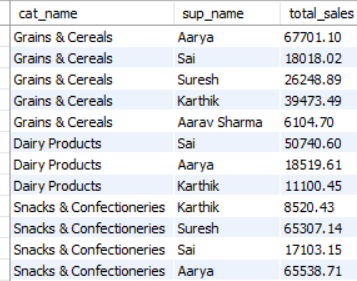 cat_name sup_name total_sales
Grains & Cereals Aarya 67701.10
Grains & Cereals Sai 18018.02
Grains & Cereals Suresh 26248.89
Grains & Cereals Karthik 39473.49
Grains & Cereals Aarav Sharma 6104.70
Dairy Products Sai 50740.60
Dairy Products Aarya 18519.61
Dairy Products Karthik 11100.45
Snacks & Confectioneries Karthik 8520.43
Snacks & Confectioneries Suresh 65307.14
Snacks & Confectioneries Sai 17103.15
Snacks & Confectioneries Aarya 65538.71